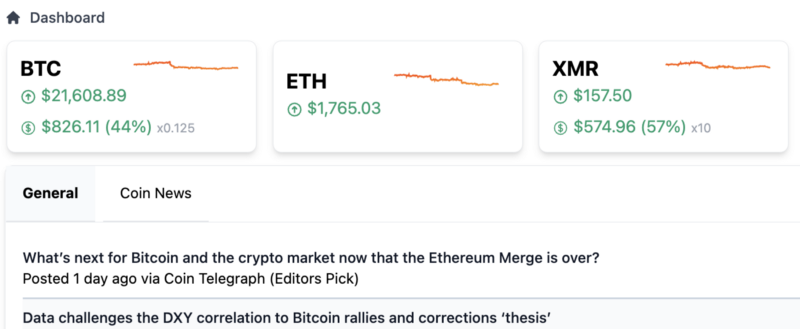 Dashboard
BTC
$21,608.89
$826.11 (44%) x0.125
ETH
$1,765.03
XMR
$157.50
$574.96 (57%) x10
General
Coin News
What’s next for Bitcoin and the crypto market now that the Ethereum Merge is over?
Posted 1 day ago via Coin Telegraph (Editors Pick)
Data challenges the DXY correlation to Bitcoin rallies and corrections ‘thesis’